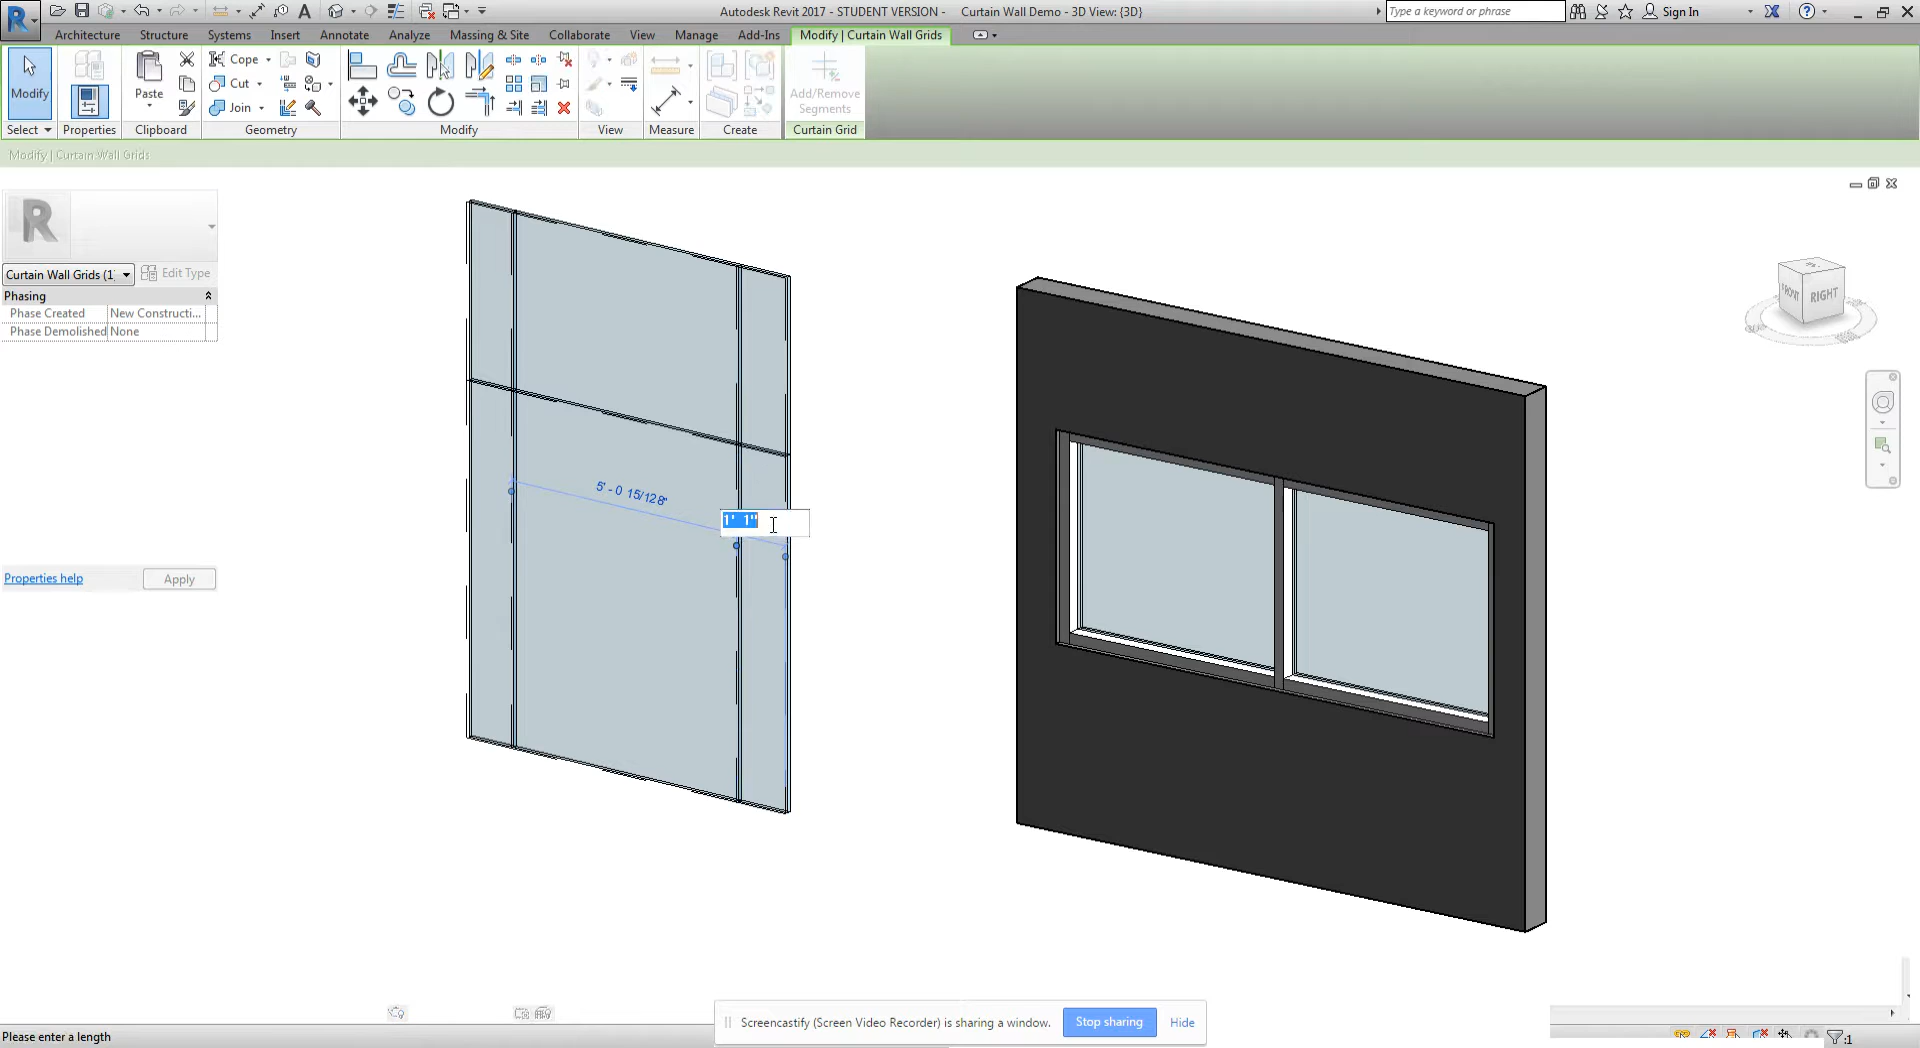 Autodesk Revit 2017 - STUDENT VERSION - Curtain Wall Demo - 3D View: {3D}
Type a keyword or phrase
Sign In
Architecture Structure Systems Insert Annotate Analyze Massing & Site Collaborate View Manage Add-Ins Modify | Curtain Wall Grids
Modify
Paste
Cope
Cut
Join
Add/Remove
Segments
Select Properties Clipboard Geometry Modify View Measure Create Curtain Grid
Modify | Curtain Wall Grids
Curtain Wall Grids (1
Edit Type
Phasing
Phase Created New Constructi...
Phase Demolished None
Properties help
Apply
5' - 0 15/128"
1' 1"
FRONT
RIGHT
Screencastify (Screen Video Recorder) is sharing a window.
Stop sharing
Hide
Please enter a length
:1